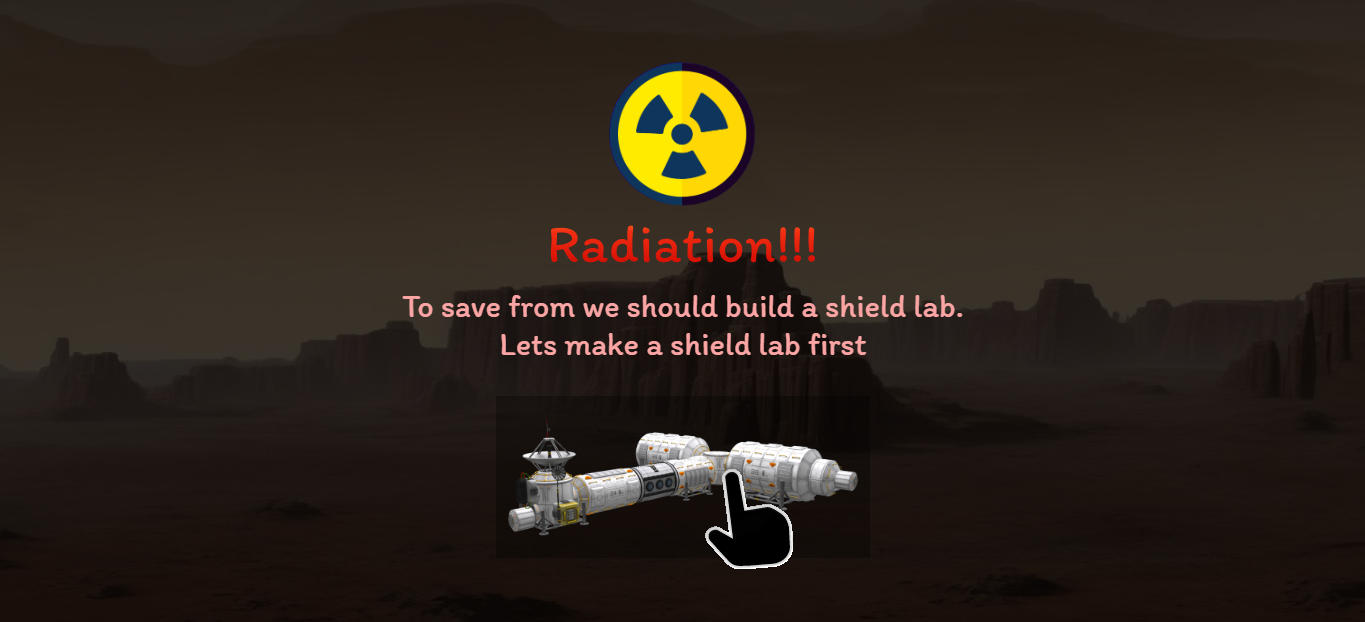 Radiation!!!
To save from we should build a shield lab.
Lets make a shield lab first